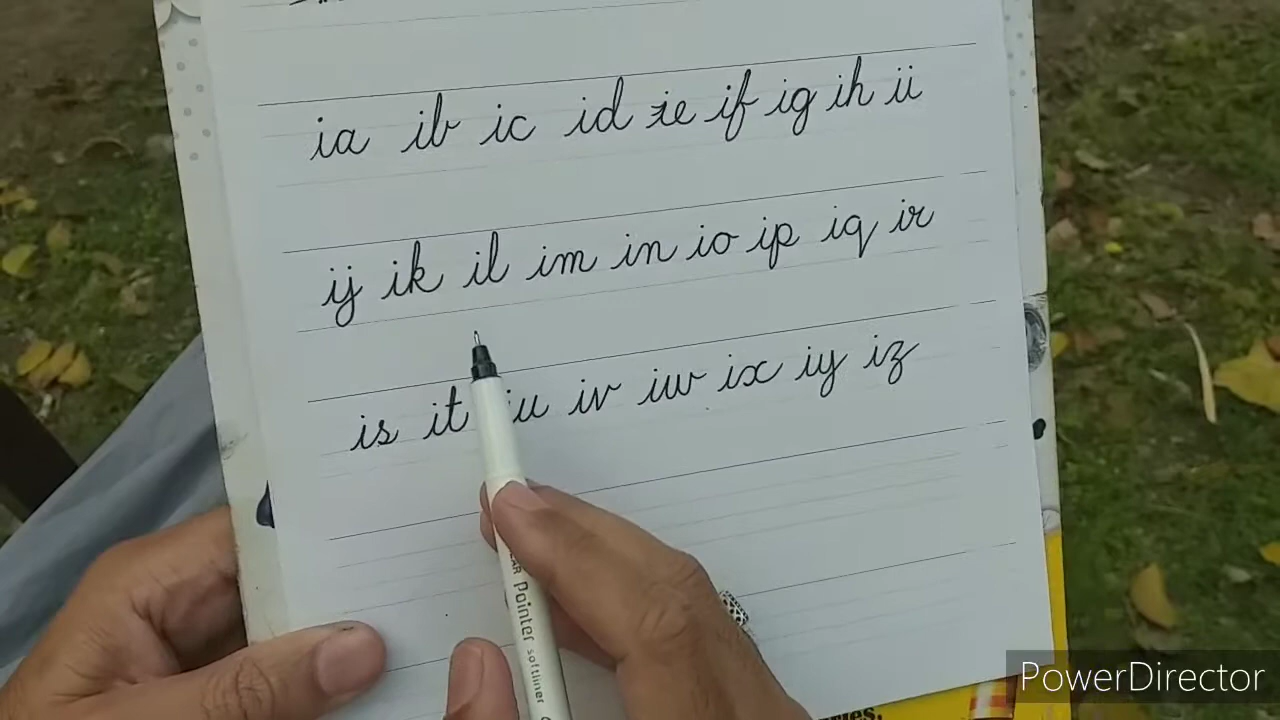 ia ib ic id ie if ig ih ii
ij ik il im in io ip iq ir
is it iu iv iw ix iy iz
Pointer softliner
PowerDirector